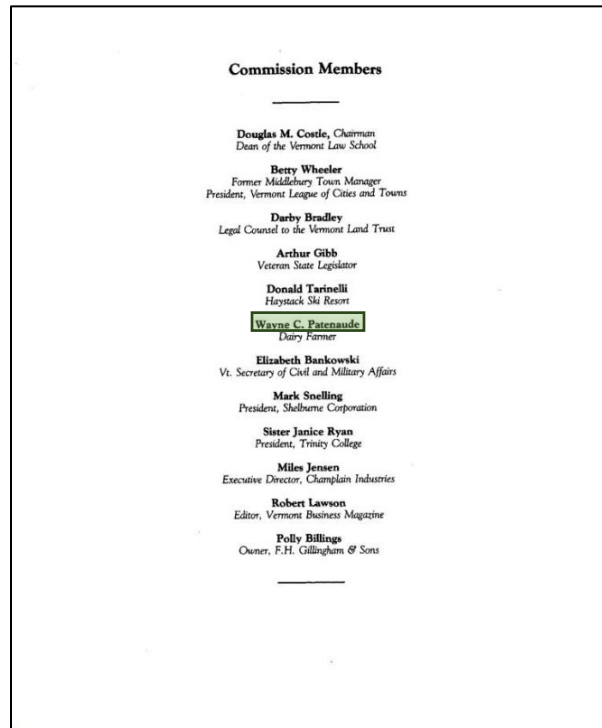 Commission Members
Douglas M. Costle, Chairman
Dean of the Vermont Law School
Betty Wheeler
Former Middlebury Town Manager
President, Vermont League of Cities and Towns
Darby Bradley
Legal Counsel to the Vermont Land Trust
Arthur Gibb
Veteran State Legislator
Donald Tarinelli
Haystack Ski Resort
Wayne C. Patenaude
Dairy Farmer
Elizabeth Bankowski
Vt. Secretary of Civil and Military Affairs
Mark Snelling
President, Shelburne Corporation
Sister Janice Ryan
President, Trinity College
Miles Jensen
Executive Director, Champlain Industries
Robert Lawson
Editor, Vermont Business Magazine
Polly Billings
Owner, F.H. Gillingham & Sons